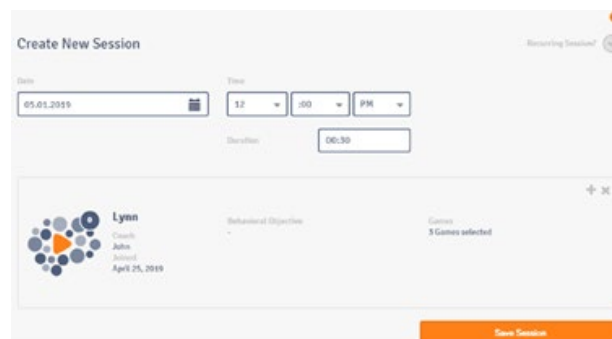 Create New Session
Recurring Session?
Date
Time
05.01.2019
12
:00
PM
Duration
00:30
Lynn
Coach
John
Joined
April 25, 2019
Behavioral Objective
-
Games
3 Games selected
Save Session